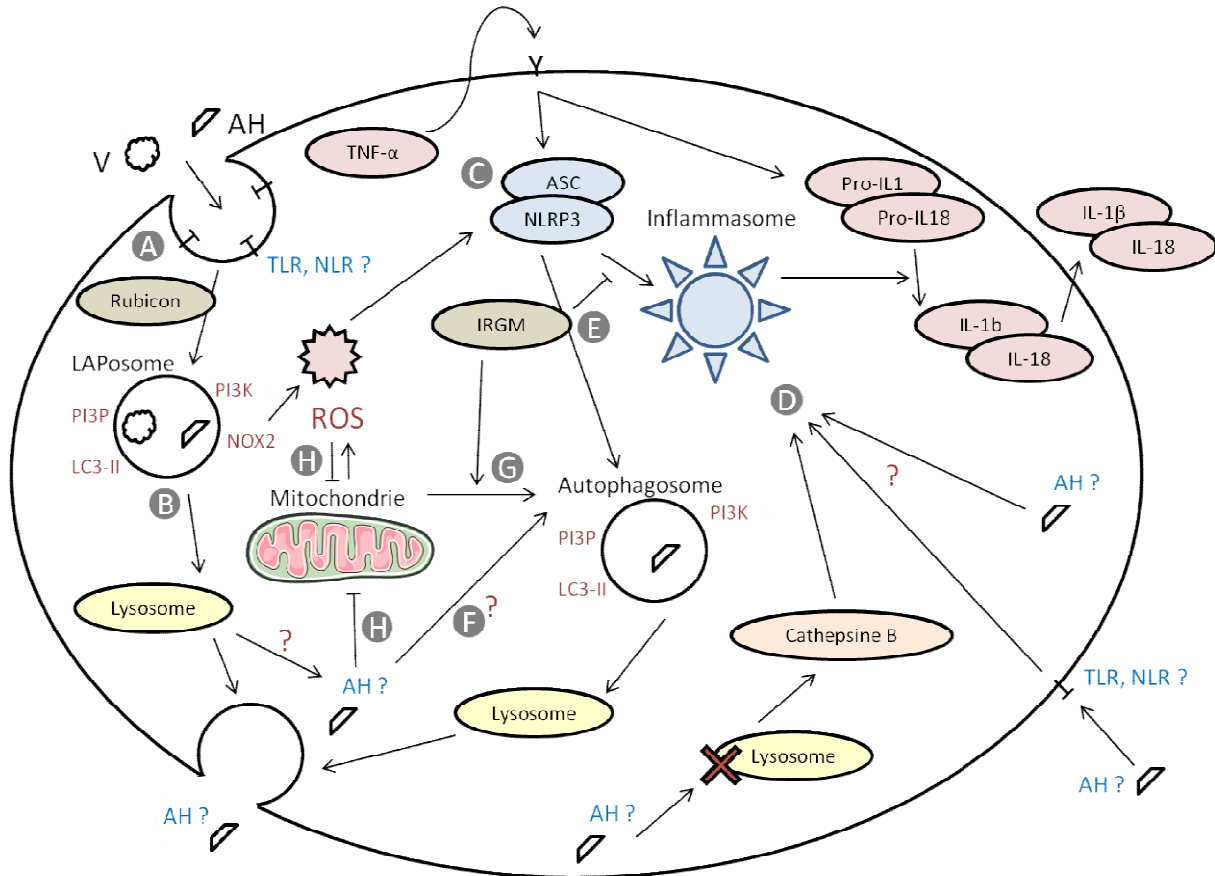 Y
AH
V
TNF-α
C
ASC
NLRP3
Pro-IL1
Pro-IL18
Inflammasome
IL-1β
IL-18
A
TLR, NLR ?
Rubicon
IRGM
E
IL-1b
IL-18
LAPosome
PI3K
PI3P
ROS
NOX2
LC3-II
D
H
G
?
B
Mitochondrie
Autophagosome
PI3K
AH ?
PI3P
LC3-II
Lysosome
H
F
?
Cathepsine B
?
AH ?
TLR, NLR ?
Lysosome
Lysosome
AH ?
AH ?
AH ?